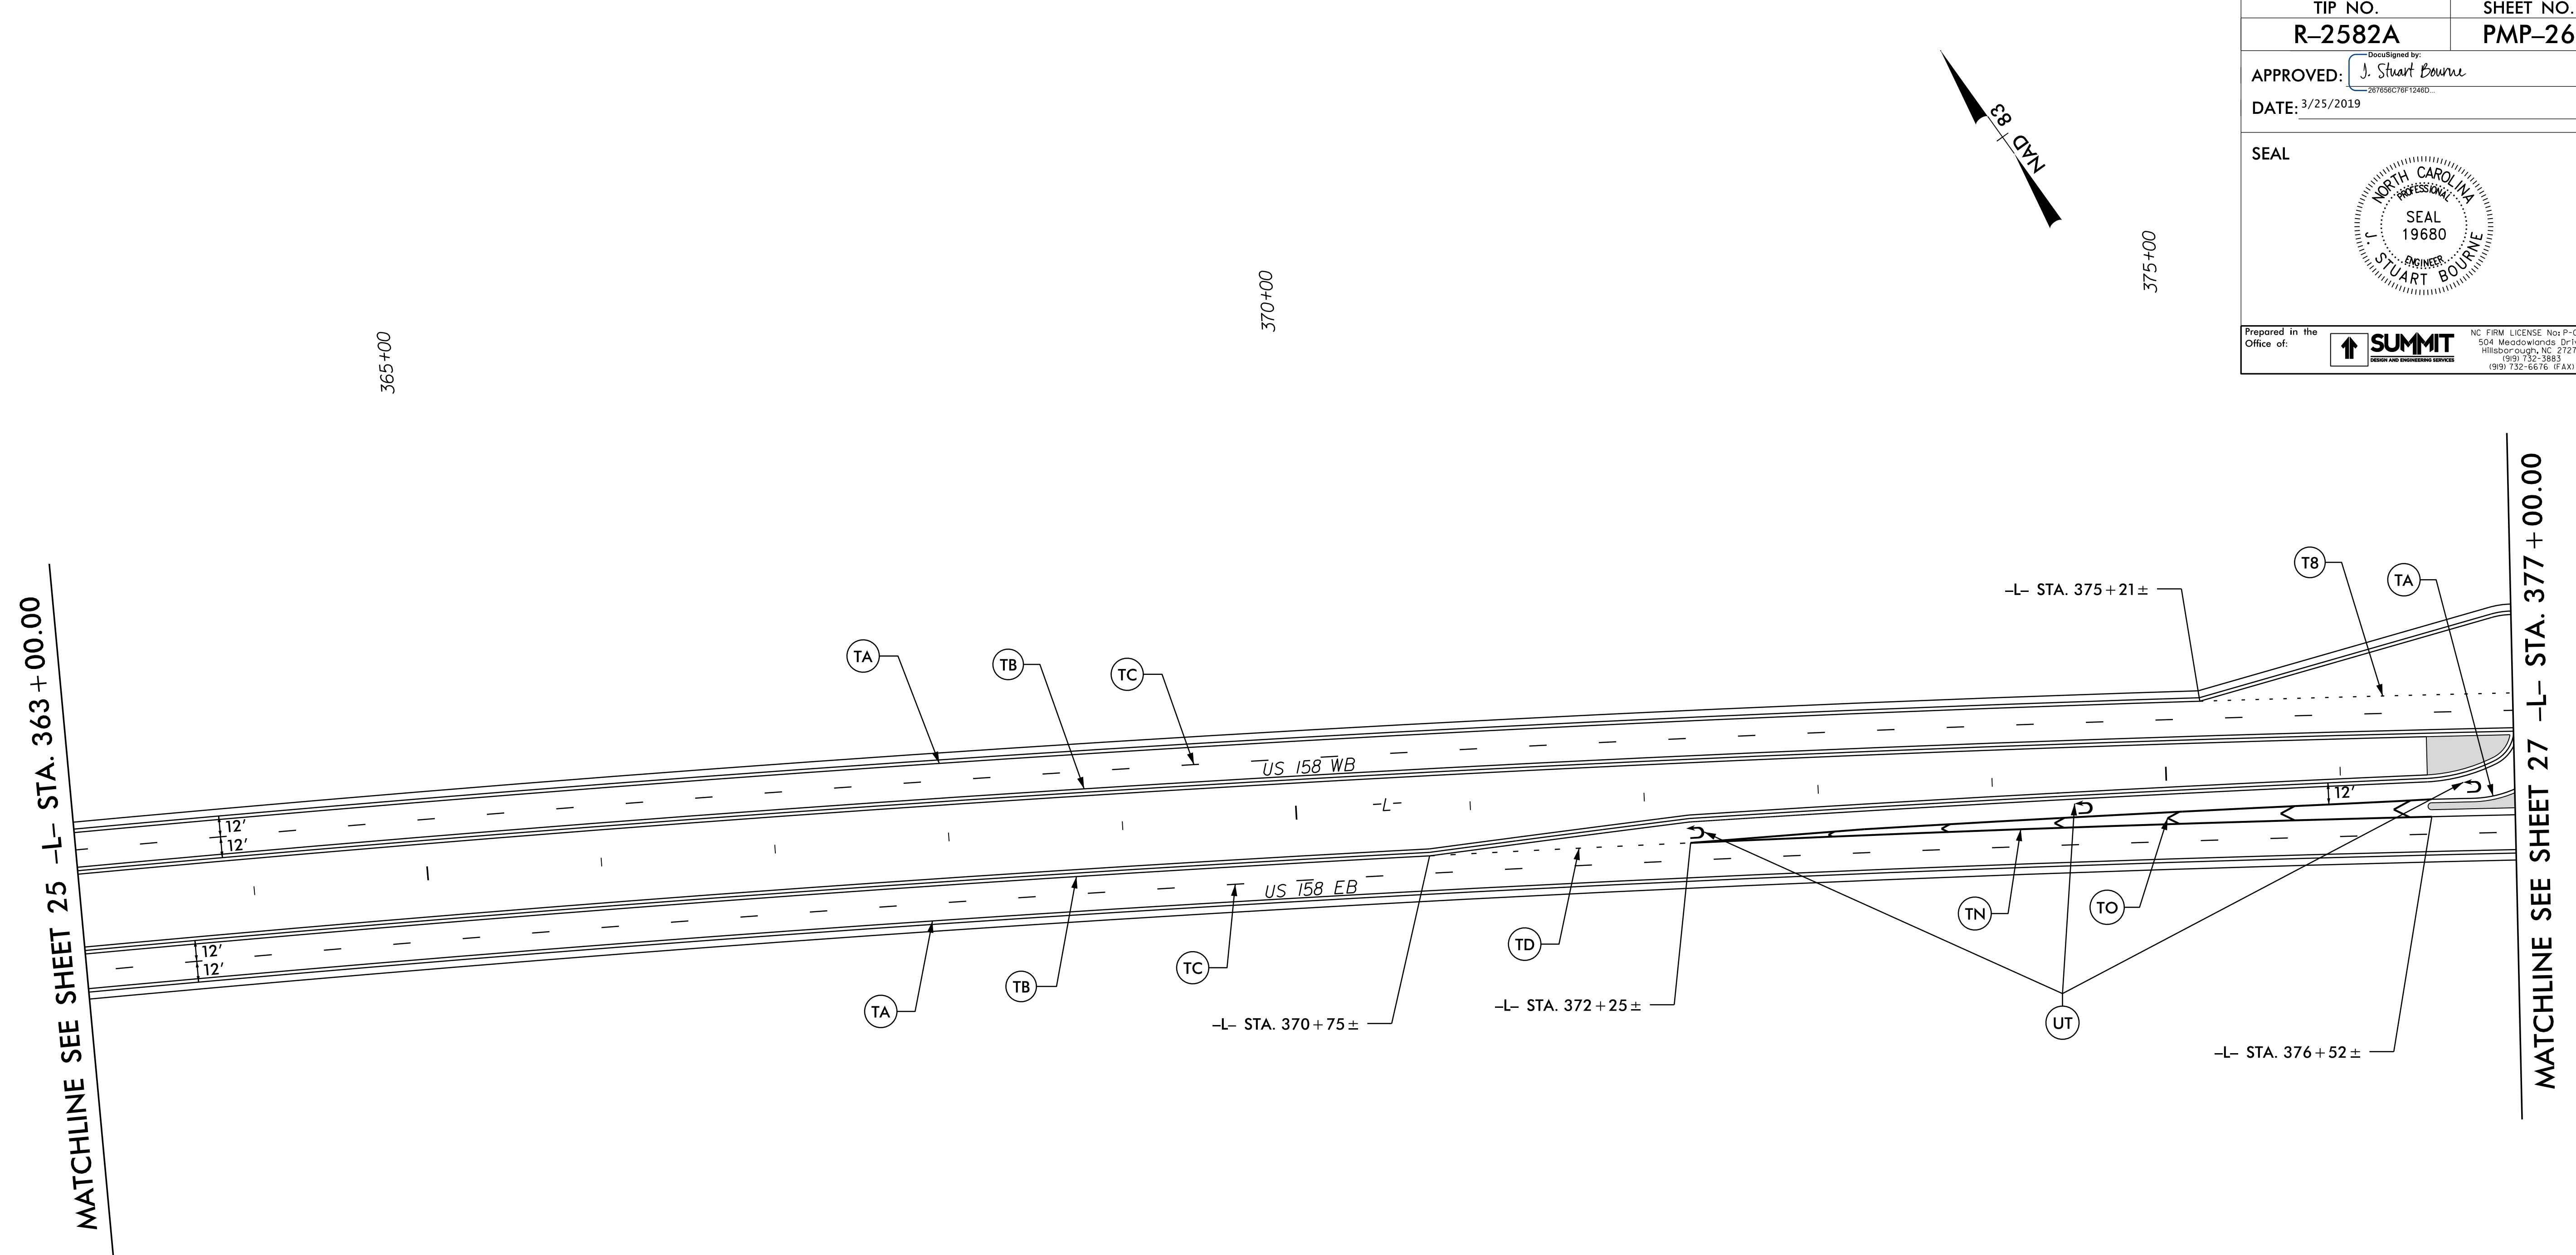 TIP NO. SHEET NO.
R–2582A PMP–26
DocuSigned by:
APPROVED: J. Stuart Bourne
267656C76F1246D...
DATE: 3/25/2019
SEAL
NORTH CAROLINA
PROFESSIONAL
SEAL
19680
ENGINEER
J. STUART BOURNE
Prepared in the
Office of:
SUMMIT
DESIGN AND ENGINEERING SERVICES
NC FIRM LICENSE No:
504 Meadowlands
Hillsborough, NC
(919) 732-3883
(919) 732-6676 (FAX)
NAD 83
365+00
370+00
375+00
MATCHLINE SEE SHEET 25 –L– STA. 363+00.00
MATCHLINE SEE SHEET 27 –L– STA. 377+00.00
T8
TA
–L– STA. 375+21±
TA
TB
TC
US 158 WB
–L–
12'
12'
12'
US 158 EB
12'
12'
TN
TO
TD
TC
TB
TA
–L– STA. 372+25±
–L– STA. 370+75±
UT
–L– STA. 376+52±